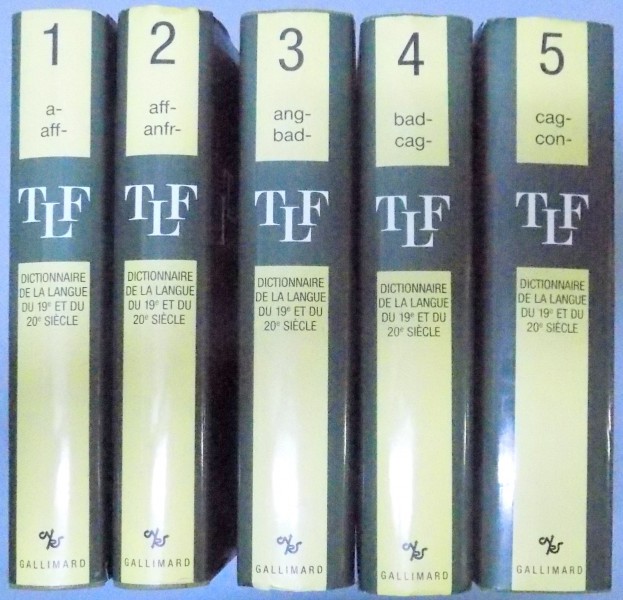 1
a-
aff-
TLF
DICTIONNAIRE
DE LA LANGUE
DU 19e ET DU
20e SIÈCLE
GALLIMARD
2
aff-
anfr-
TLF
DICTIONNAIRE
DE LA LANGUE
DU 19e ET DU
20e SIÈCLE
GALLIMARD
3
ang-
bad-
TLF
DICTIONNAIRE
DE LA LANGUE
DU 19e ET DU
20e SIÈCLE
GALLIMARD
4
bad-
cag-
TLF
DICTIONNAIRE
DE LA LANGUE
DU 19e ET DU
20e SIÈCLE
GALLIMARD
5
cag-
con-
TLF
DICTIONNAIRE
DE LA LANGUE
DU 19e ET DU
20e SIÈCLE
GALLIMARD